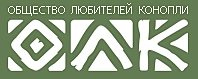 ОБЩЕСТВО ЛЮБИТЕЛЕЙ КОНОПЛИ
ОЛК